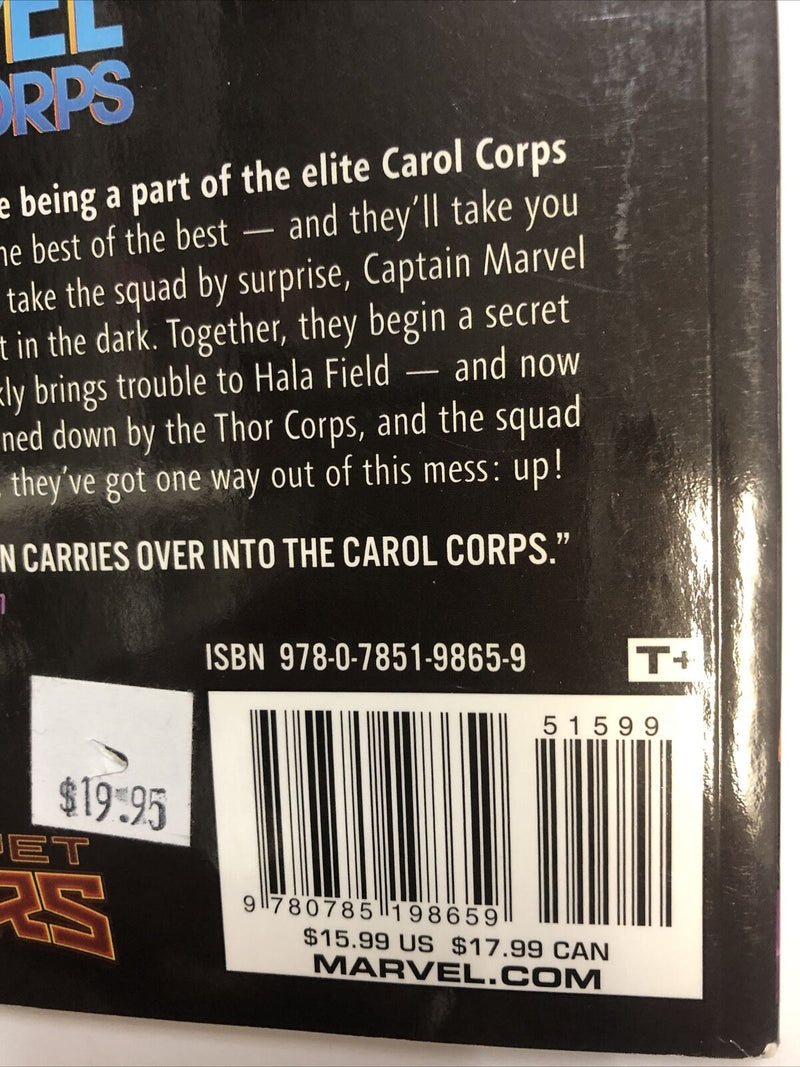 EL
ORPS
e being a part of the elite Carol Corps
he best of the best — and they'll take you
take the squad by surprise, Captain Marvel
t in the dark. Together, they begin a secret
kly brings trouble to Hala Field — and now
ned down by the Thor Corps, and the squad
, they've got one way out of this mess: up!
N CARRIES OVER INTO THE CAROL CORPS."
ISBN 978-0-7851-9865-9
T+
51599
$19.95
ET
RS
9 780785 198659
$15.99 US $17.99 CAN
MARVEL.COM